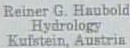 Reiner G. Haubold
Hydrology
Kufstein, Austria